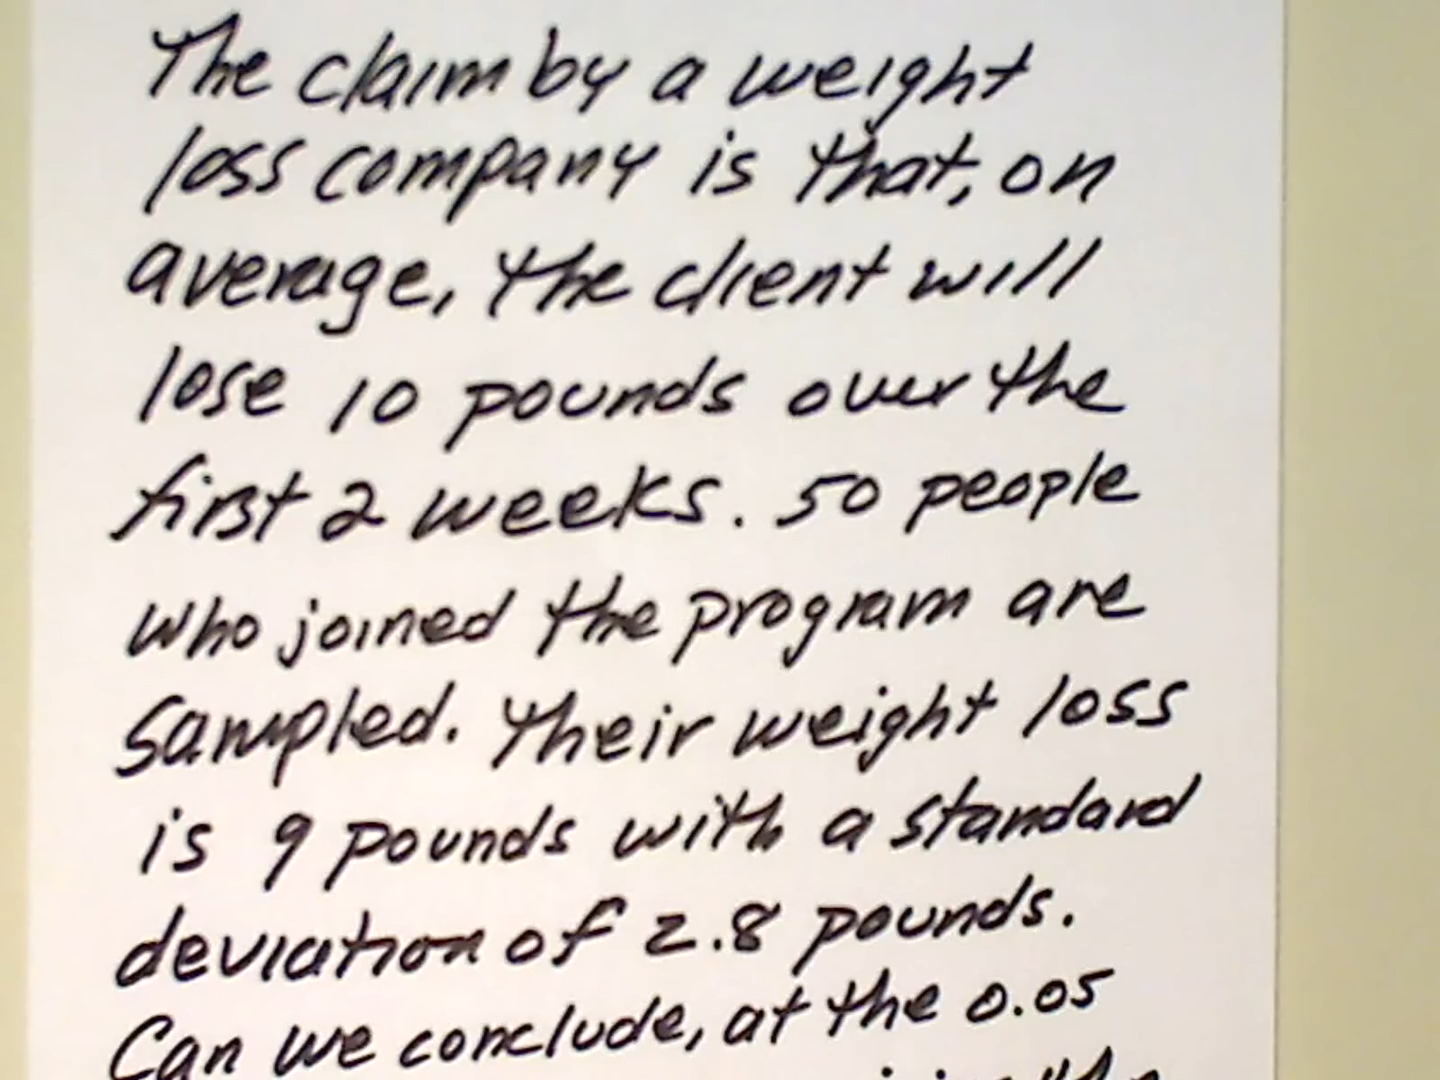 The claim by a weight
loss company is that, on
average, the client will
lose 10 pounds over the
first 2 weeks. 50 people
who joined the program are
sampled. Their weight loss
is 9 pounds with a standard
deviation of 2.8 pounds.
Can we conclude, at the 0.05